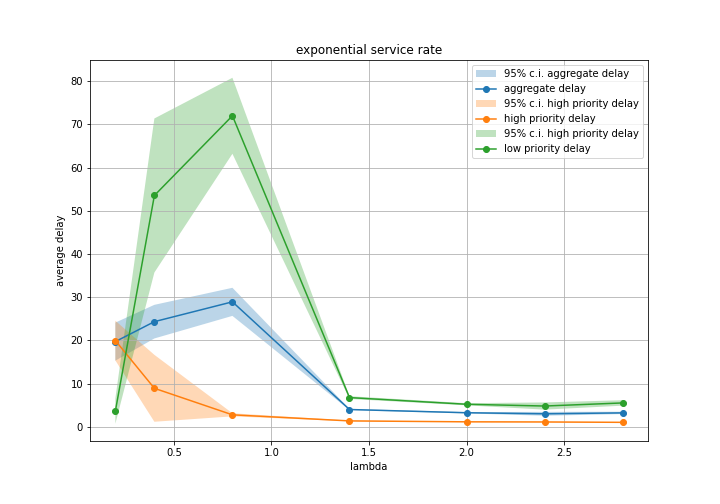 exponential service rate
95% c.i. aggregate delay
aggregate delay
95% c.i. high priority delay
high priority delay
95% c.i. high priority delay
low priority delay
average delay
80
70
60
50
40
30
20
10
0
0.5
1.0
1.5
2.0
2.5
lambda